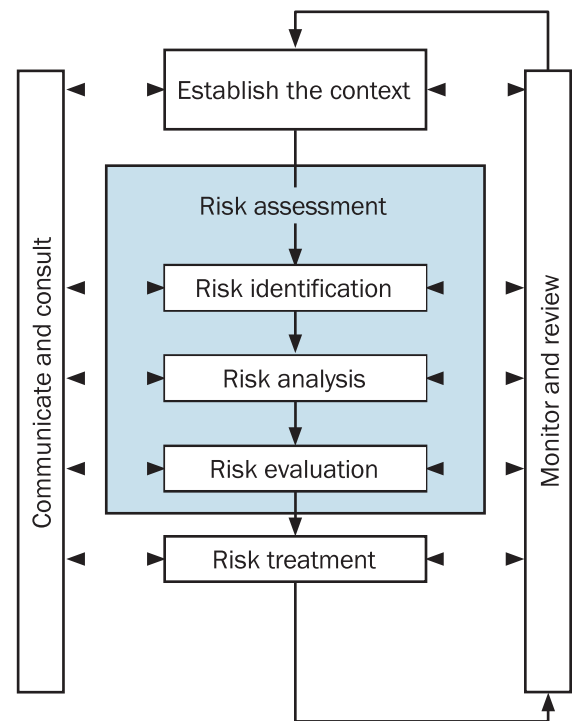 Establish the context
Risk assessment
Risk identification
Risk analysis
Risk evaluation
Risk treatment
Communicate and consult
Monitor and review